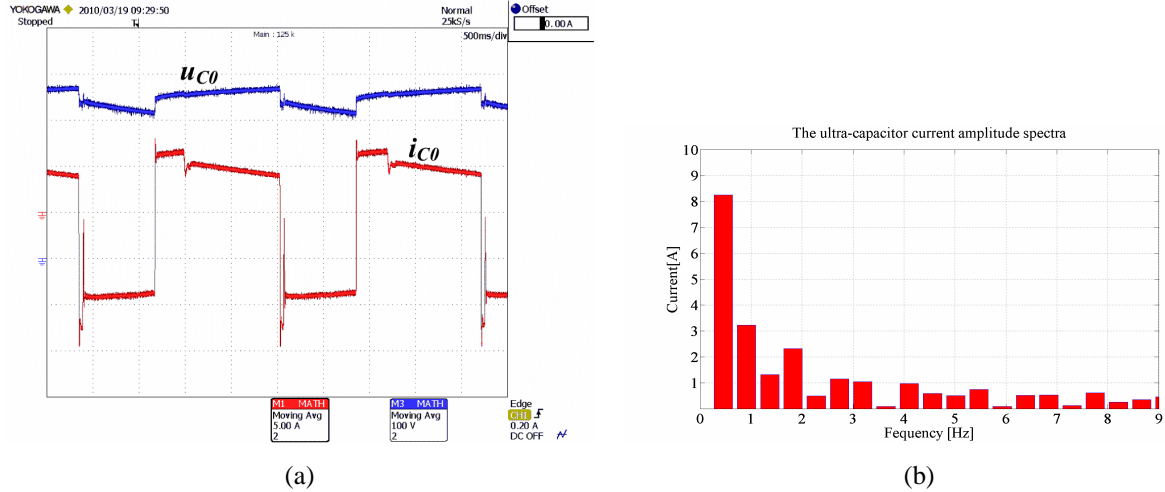 YOKOGAWA ◆ 2010/03/19 09:29:50
Stopped
Normal
25kS/s
500ms/div
Main : 125 k
Offset
0.00 A
u_C0
i_C0
M1 MATH
Moving Avg
5.00 A
2
M3 MATH
Moving Avg
100 V
2
Edge
CH1
0.20 A
DC OFF
(a)
The ultra-capacitor current amplitude spectra
Current[A]
10
9
8
7
6
5
4
3
2
1
0 1 2 3 4 5 6 7 8 9
Fequency [Hz]
(b)